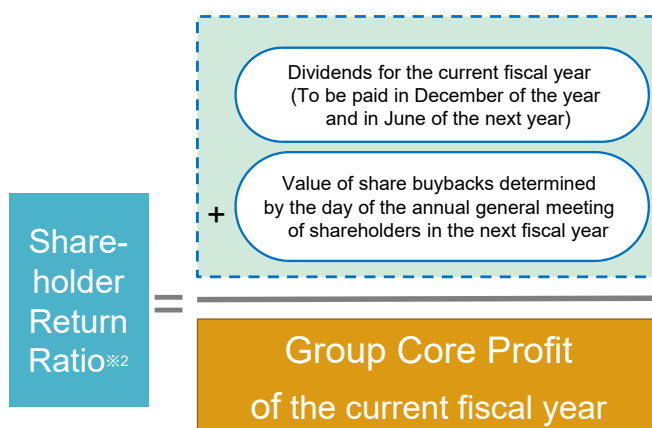 Dividends for the current fiscal year
(To be paid in December of the year
and in June of the next year)
+
Value of share buybacks determined
by the day of the annual general meeting
of shareholders in the next fiscal year
Share-
holder
Return
Ratio※2
=
Group Core Profit
of the current fiscal year